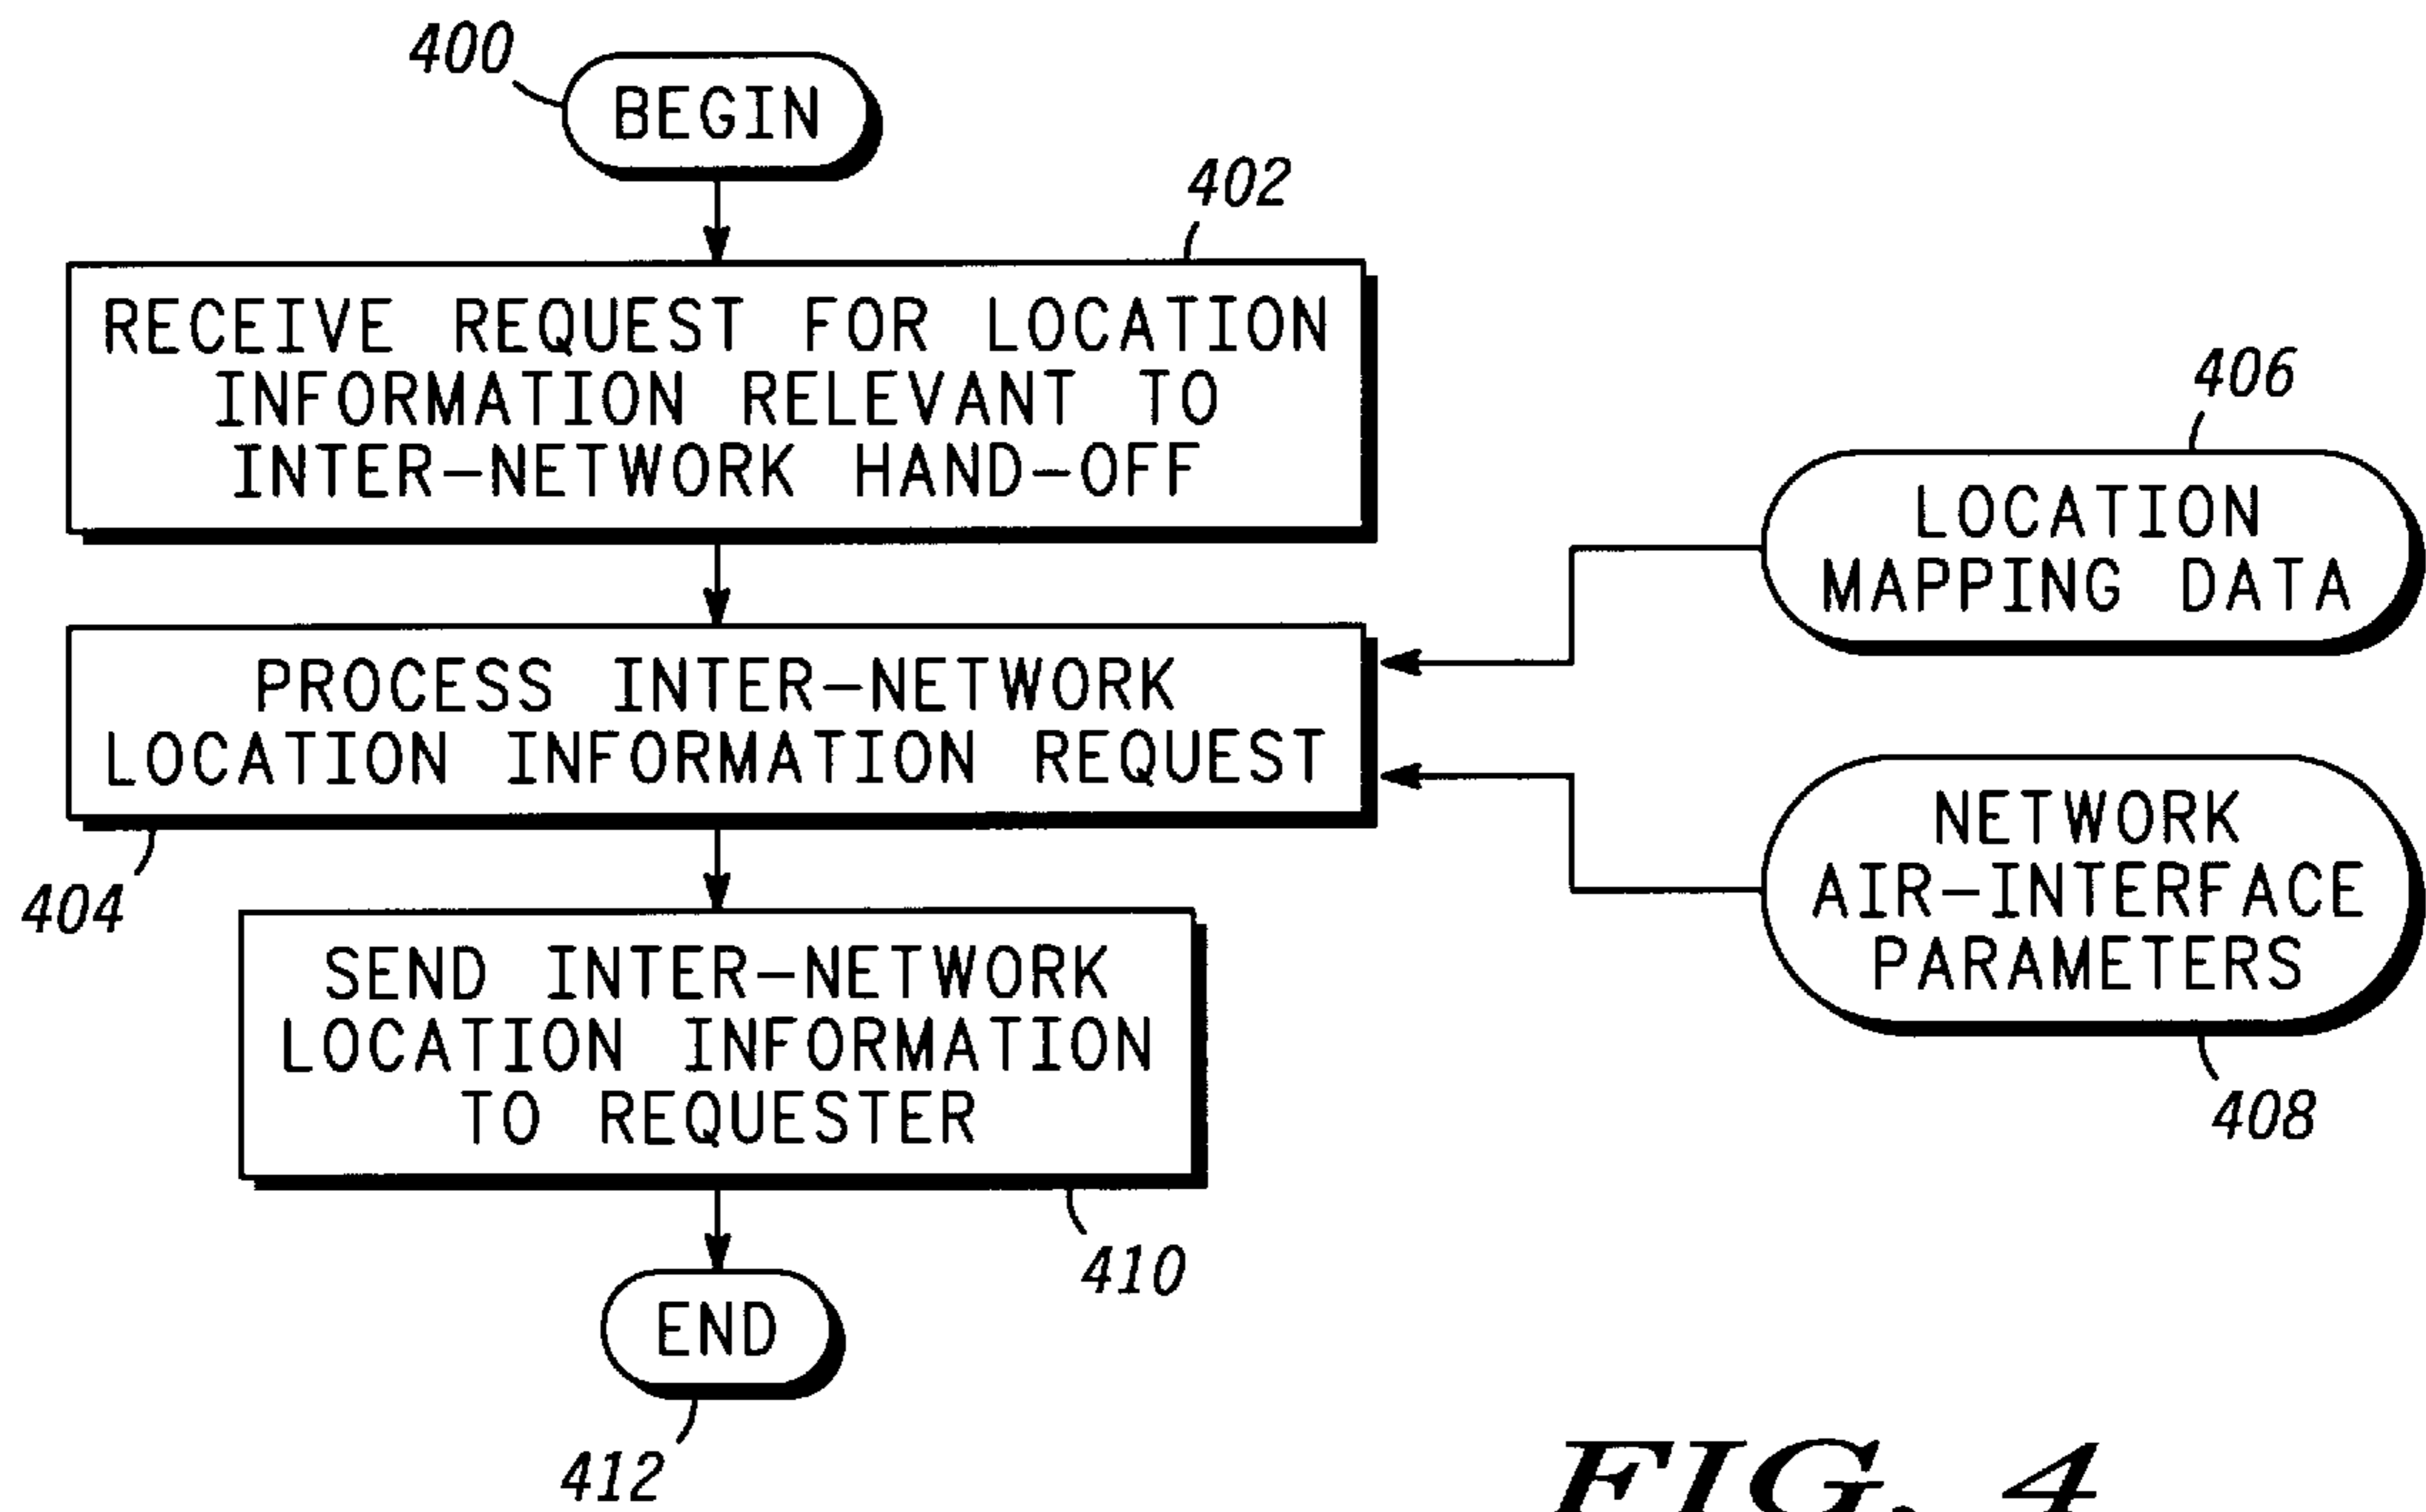 400
BEGIN
402
RECEIVE REQUEST FOR LOCATION
INFORMATION RELEVANT TO
INTER-NETWORK HAND-OFF
406
LOCATION
MAPPING DATA
PROCESS INTER-NETWORK
LOCATION INFORMATION REQUEST
404
NETWORK
AIR-INTERFACE
PARAMETERS
408
SEND INTER-NETWORK
LOCATION INFORMATION
TO REQUESTER
410
END
412
FIG. 4